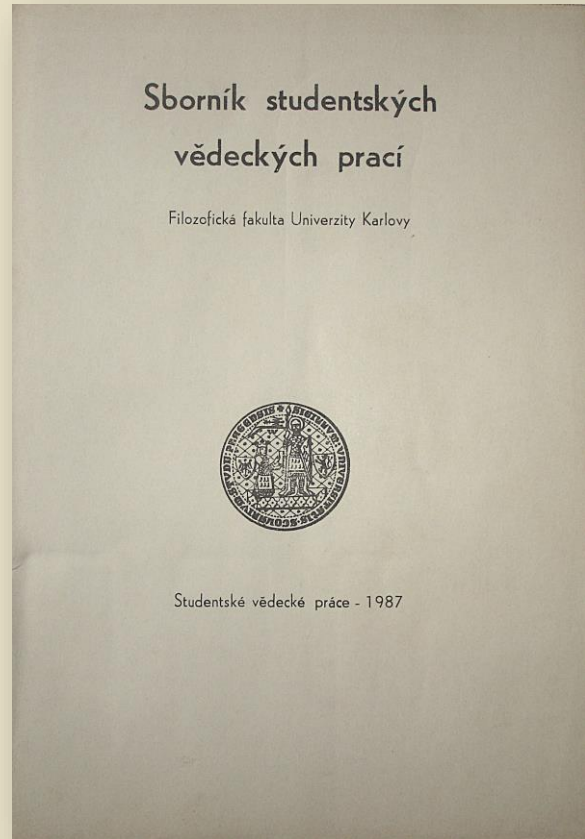 Sborník studentských
vědeckých prací
Filozofická fakulta Univerzity Karlovy
Studentské vědecké práce - 1987